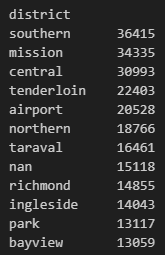 district
southern 36415
mission 34335
central 30993
tenderloin 22403
airport 20528
northern 18766
taraval 16461
nan 15118
richmond 14855
ingleside 14043
park 13117
bayview 13059